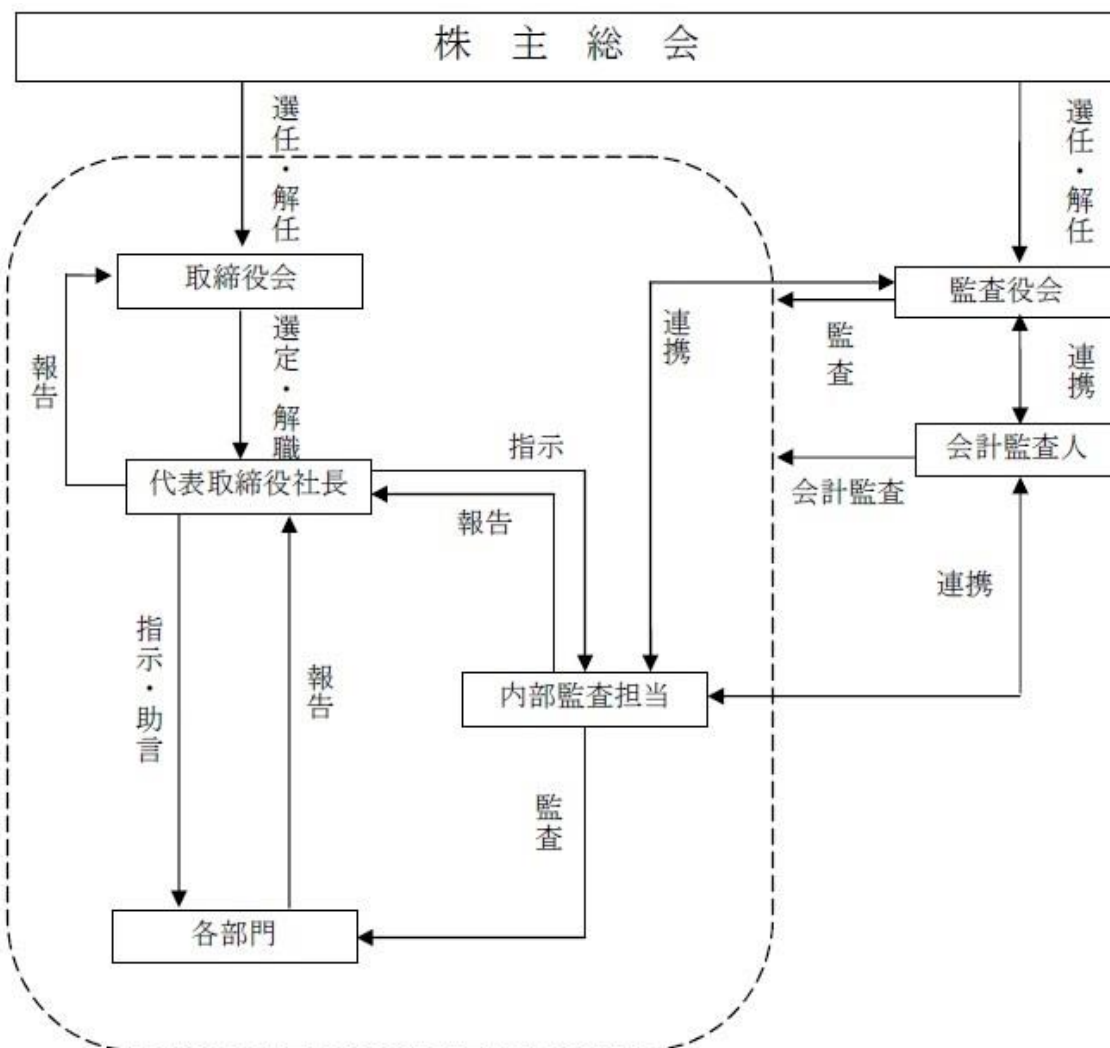 株主総会
選任・解任
選任・解任
取締役会
監査役会
選定・解職
連携
監査
連携
報告
代表取締役社長
指示
報告
会計監査人
会計監査
連携
指示・助言
報告
内部監査担当
監査
各部門